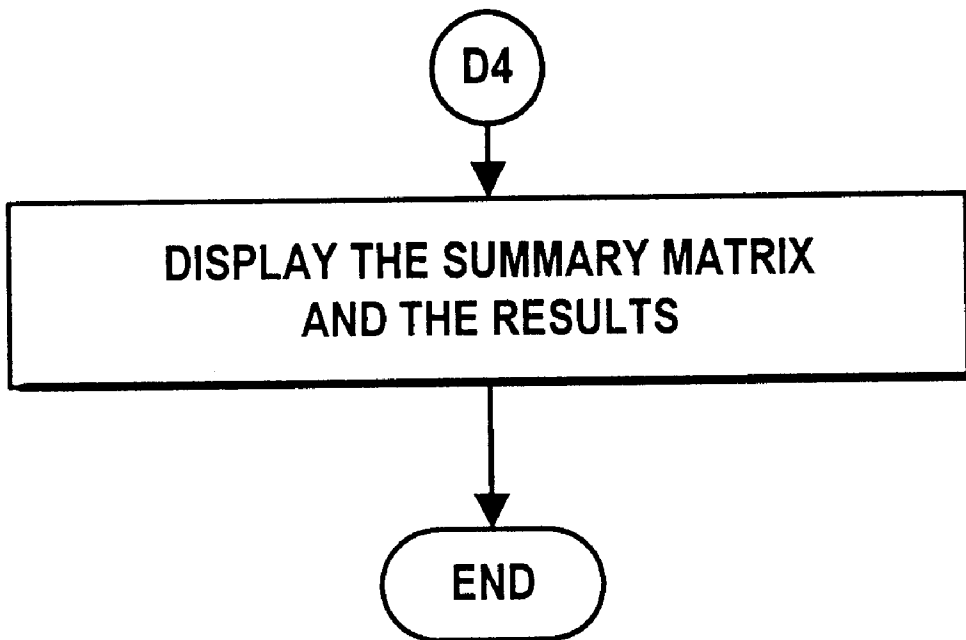 D4
DISPLAY THE SUMMARY MATRIX
AND THE RESULTS
END